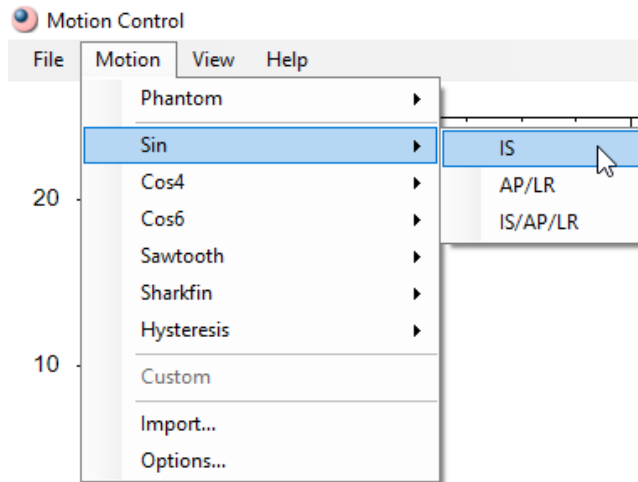 Motion Control
File Motion View Help
Phantom
Sin
IS
Cos4
AP/LR
20
Cos6
IS/AP/LR
Sawtooth
Sharkfin
Hysteresis
10
Custom
Import...
Options...